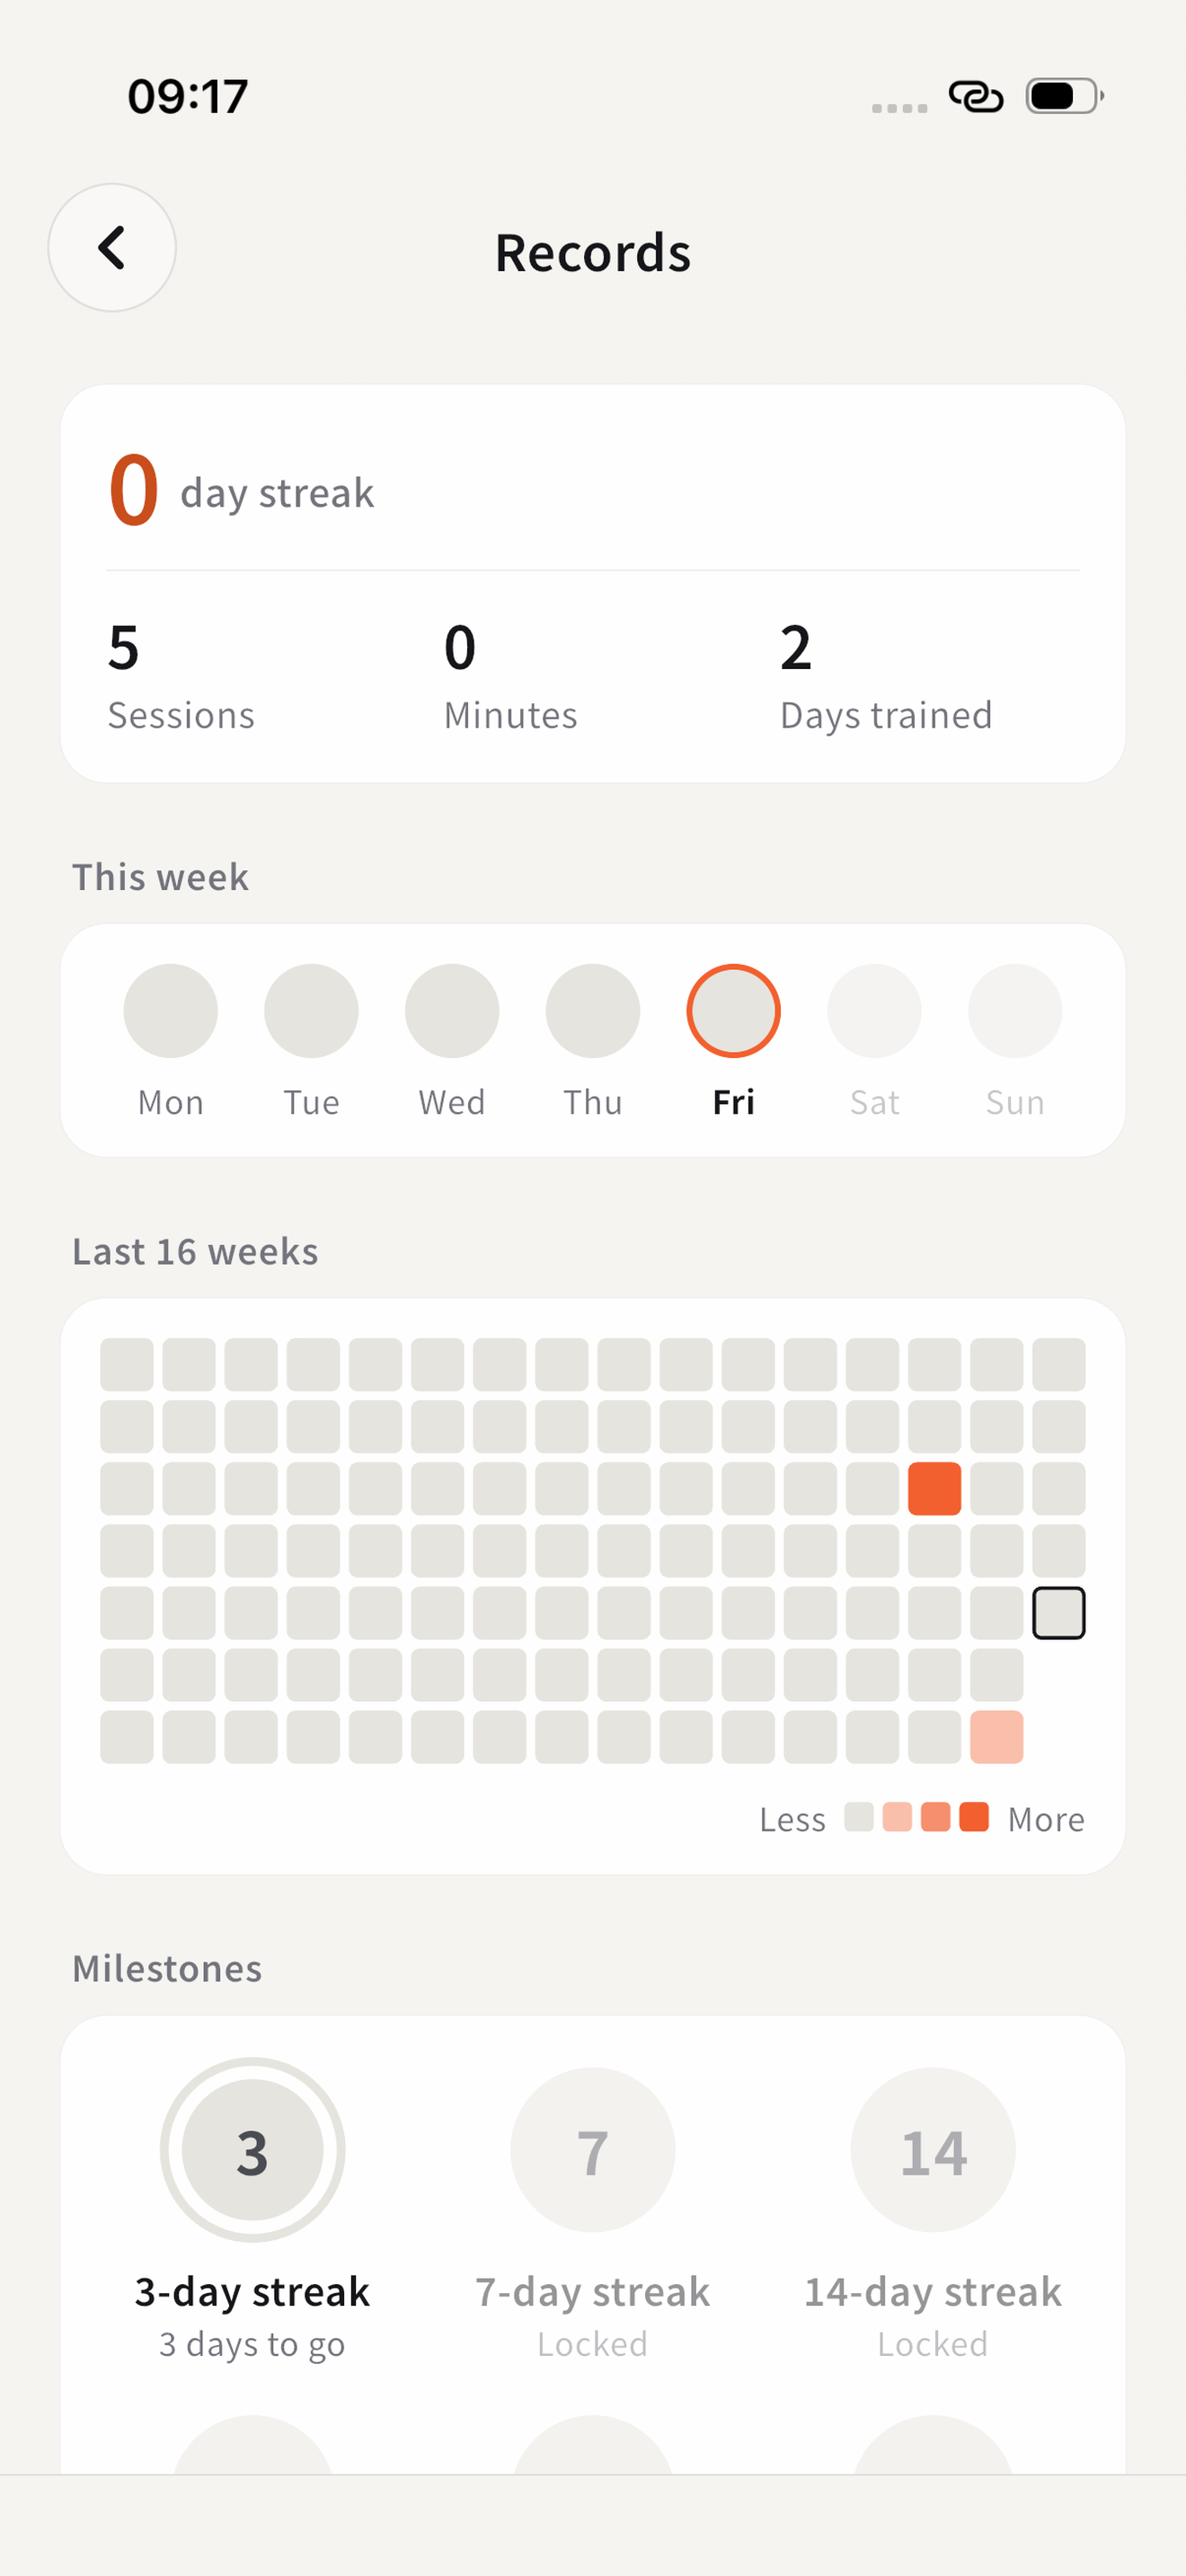 09:17
Records
0 day streak
5 0 2
Sessions Minutes Days trained
This week
Mon Tue Wed Thu Fri Sat Sun
Last 16 weeks
Less More
Milestones
3 7 14
3-day streak 7-day streak 14-day streak
3 days to go Locked Locked